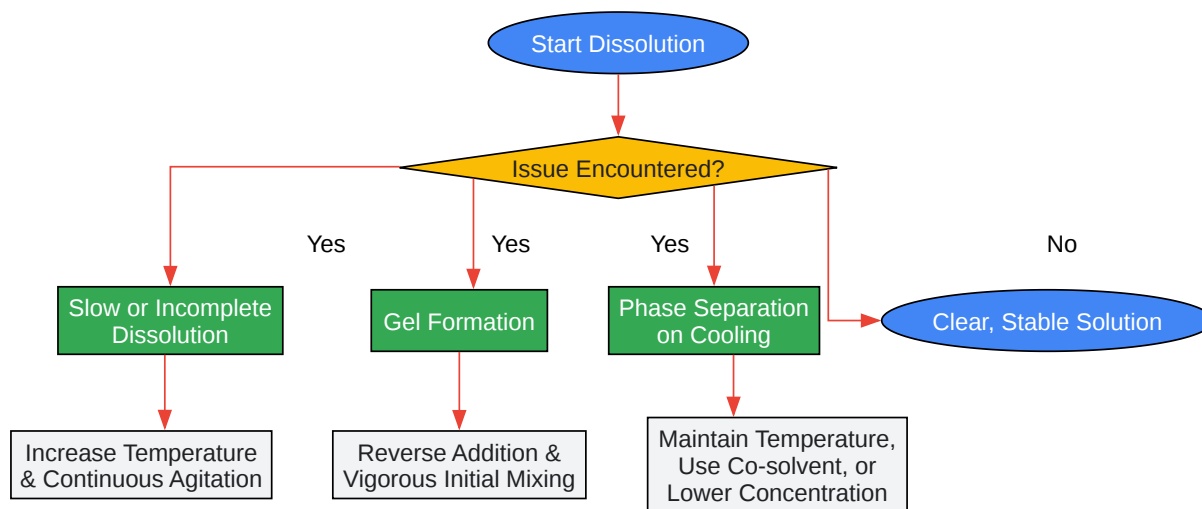 Start Dissolution
Issue Encountered?
Yes
Yes
Yes
No
Slow or Incomplete
Dissolution
Gel Formation
Phase Separation
on Cooling
Clear, Stable Solution
Increase Temperature
& Continuous Agitation
Reverse Addition &
Vigorous Initial Mixing
Maintain Temperature,
Use Co-solvent, or
Lower Concentration